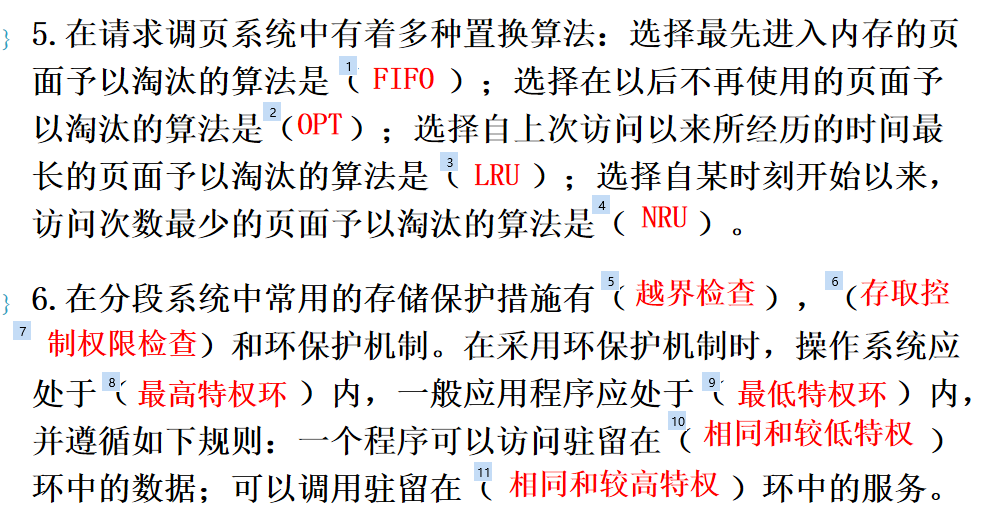 5.在请求调页系统中有着多种置换算法：选择最先进入内存的页
面予以淘汰的算法是1（ FIFO ）；选择在以后不再使用的页面予
以淘汰的算法是2（OPT）；选择自上次访问以来所经历的时间最
长的页面予以淘汰的算法是3（ LRU ）；选择自某时刻开始以来，
访问次数最少的页面予以淘汰的算法是4（ NRU ）。
6.在分段系统中常用的存储保护措施有5（ 越界检查 ），6（存取控
7 制权限检查）和环保护机制。在采用环保护机制时，操作系统应
处于8（ 最高特权环 ）内，一般应用程序应处于9（ 最低特权环 ）内，
并遵循如下规则：一个程序可以访问驻留在10（ 相同和较低特权 ）
环中的数据；可以调用驻留在11（ 相同和较高特权 ）环中的服务。